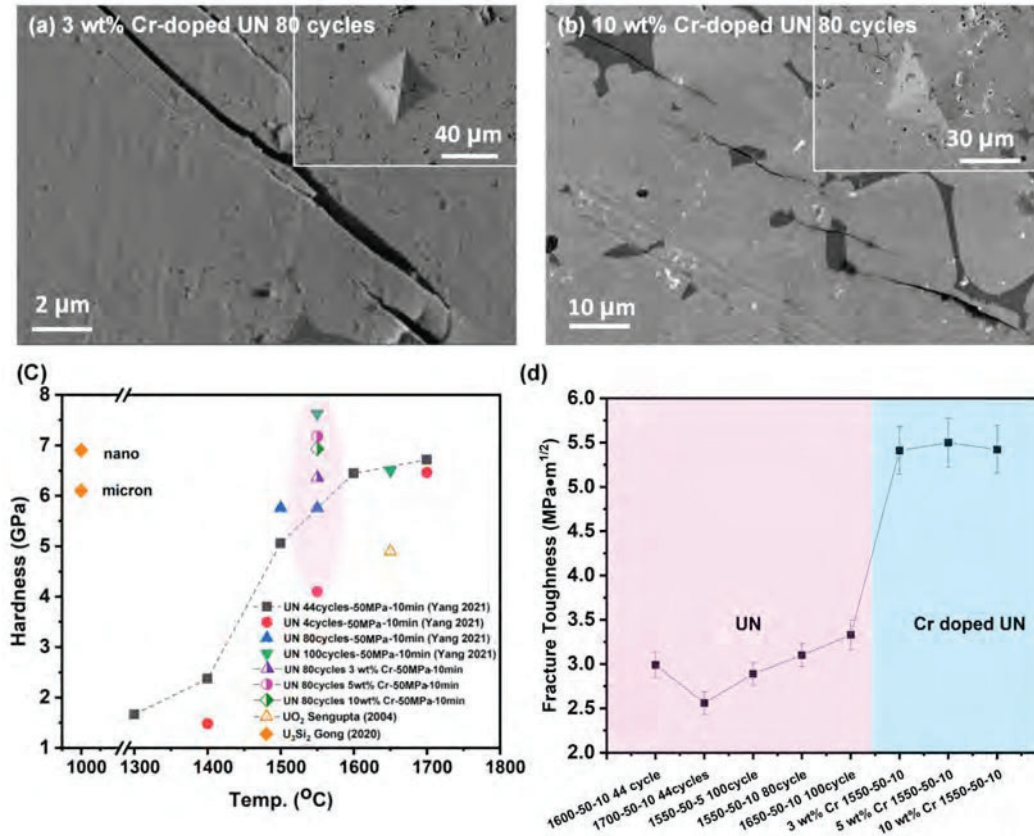 (a) 3 wt% Cr-doped UN 80 cycles
40 µm
2 µm
(b) 10 wt% Cr-doped UN 80 cycles
30 µm
10 µm
(C)
Hardness (GPa)
8
7
6
5
4
3
2
1
nano
micron
UN 44cycles-50MPa-10min (Yang 2021)
UN 4cycles-50MPa-10min (Yang 2021)
UN 80cycles-50MPa-10min (Yang 2021)
UN 100cycles-50MPa-10min (Yang 2021)
UN 80cycles 3 wt% Cr-50MPa-10min
UN 80cycles 5wt% Cr-50MPa-10min
UN 80cycles 10wt% Cr-50MPa-10min
UO₂ Sengupta (2004)
U₃Si₂ Gong (2020)
1000 1300 1400 1500 1600 1700 1800
Temp. (°C)
(d)
Fracture Toughness (MPa•m¹/²)
6.0
5.5
5.0
4.5
4.0
3.5
3.0
2.5
2.0
UN
Cr doped UN
1600-50-10 44 cycle
1700-50-10 44cycles
1550-50-5 100cycle
1550-50-10 80cycle
1650-50-10 100cycle
3 wt% Cr 1550-50-10
5 wt% Cr 1550-50-10
10 wt% Cr 1550-50-10